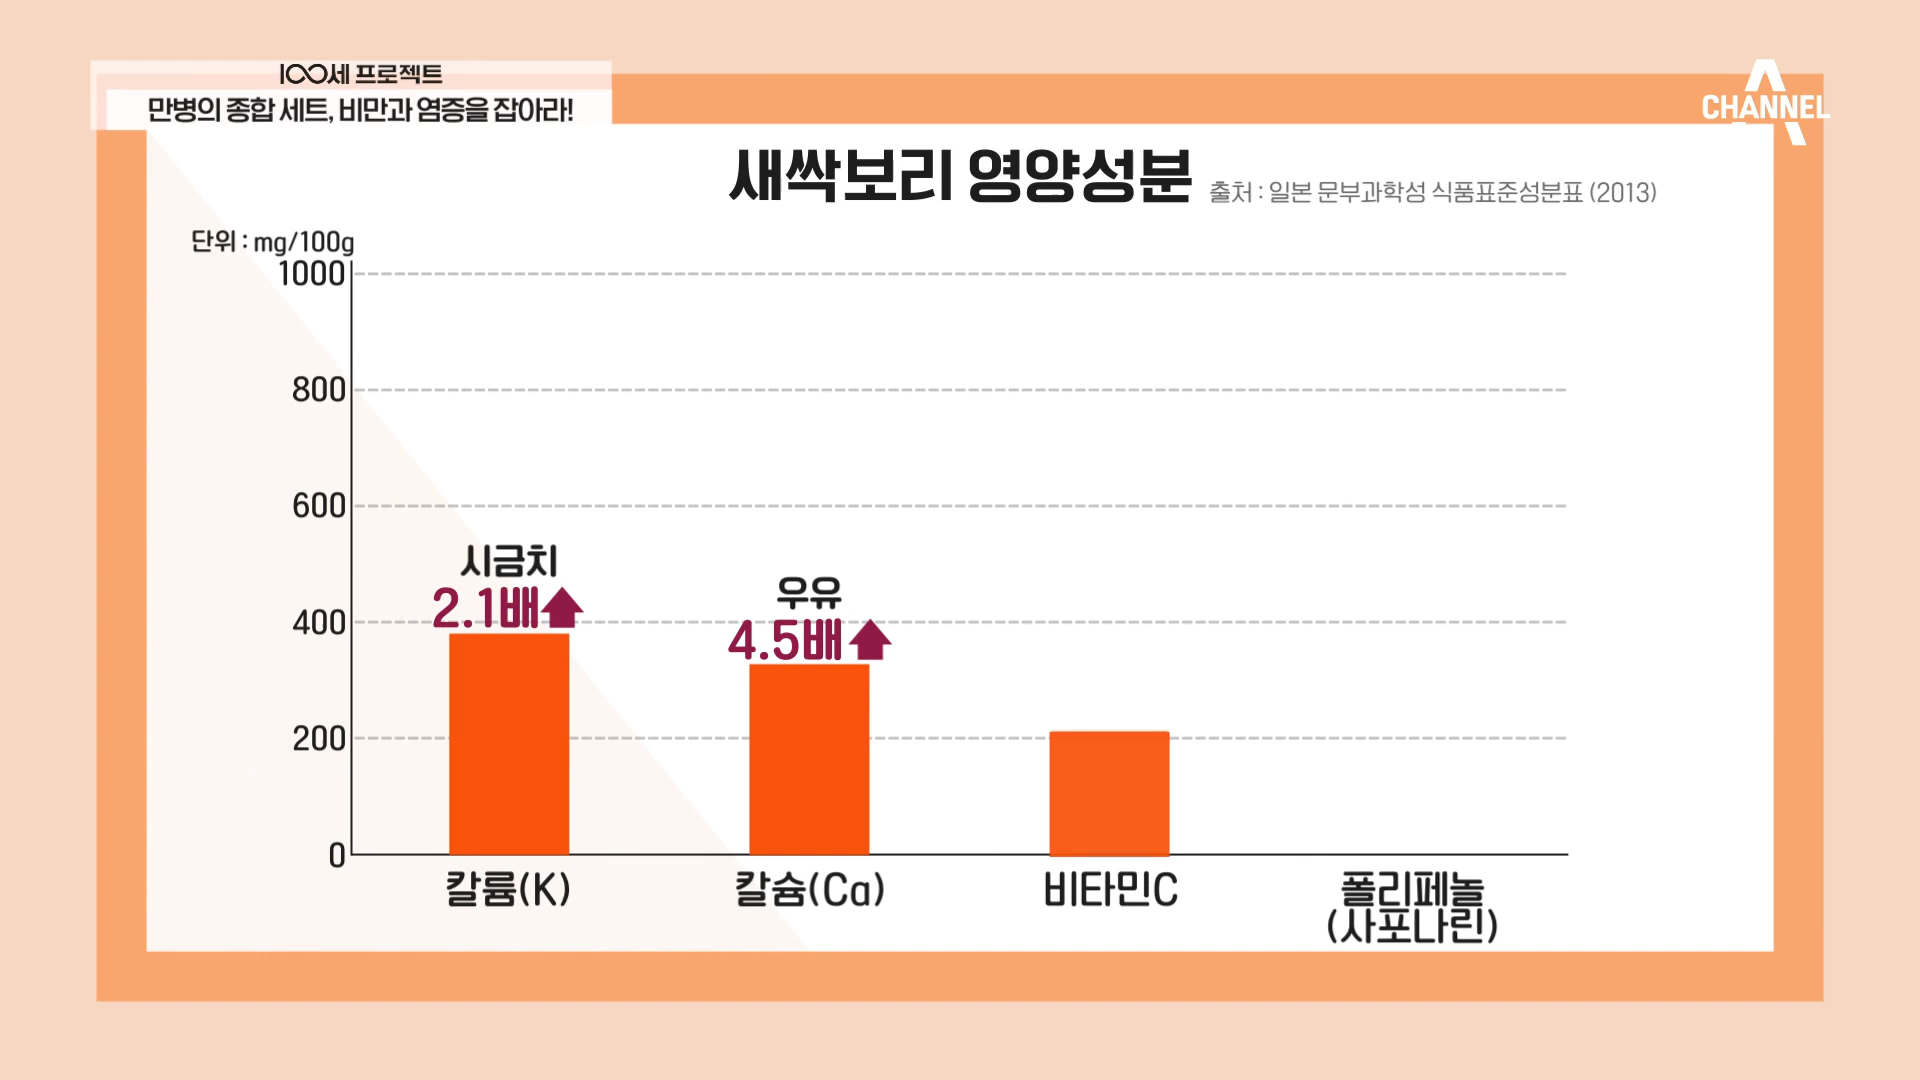 100세 프로젝트
만병의 종합 세트, 비만과 염증을 잡아라!
CHANNEL A
새싹보리 영양성분
출처 : 일본 문부과학성 식품표준성분표 (2013)
단위 : mg/100g
1000
800
600
400
200
0
시금치
2.1배
우유
4.5배
칼륨(K)
칼슘(Ca)
비타민C
폴리페놀
(사포나린)